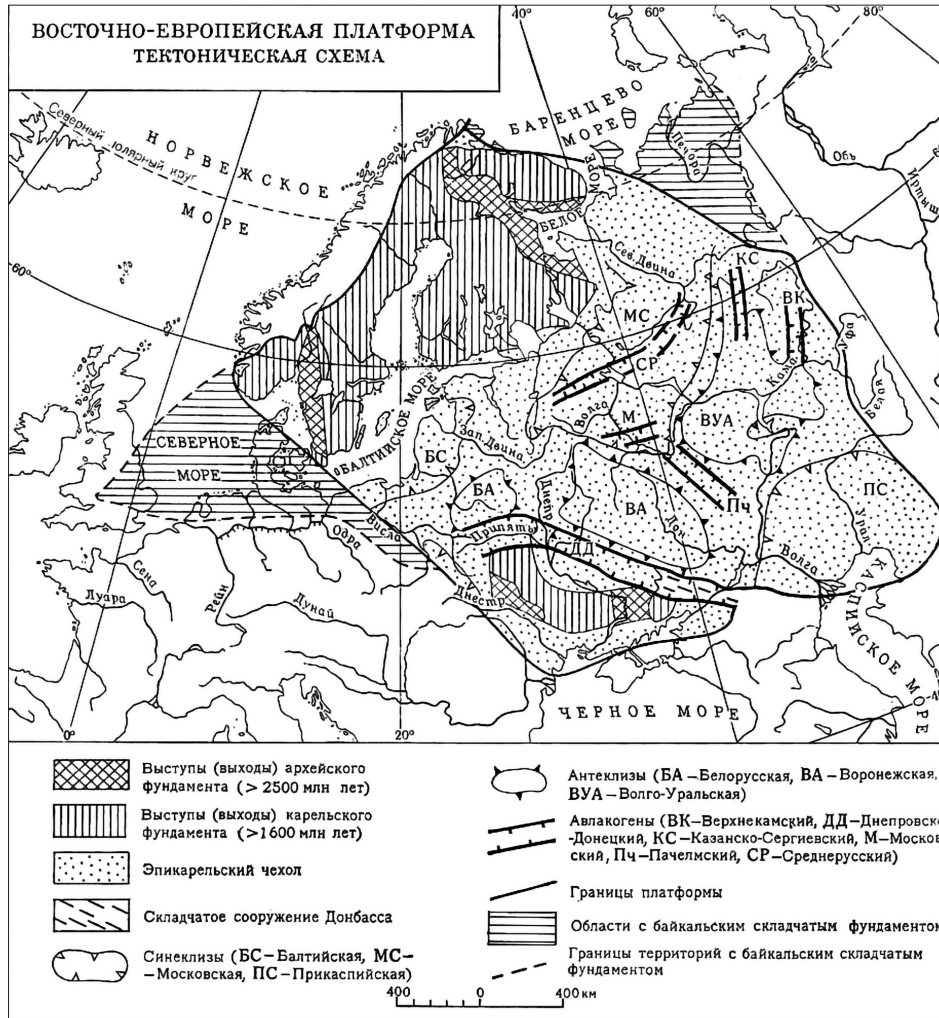 ВОСТОЧНО-ЕВРОПЕЙСКАЯ ПЛАТФОРМА
ТЕКТОНИЧЕСКАЯ СХЕМА
40°
60°
80°
БАРЕНЦЕВО
МОРЕ
Северный полярный круг
НОРВЕЖСКОЕ
МОРЕ
Печора
Обь
Иртыш
БЕЛОЕ МОРЕ
60°
Сев. Двина
КС
ВК
МС
Уфа
СР
Кама
Белая
БАЛТИЙСКОЕ МОРЕ
Волга
М
ВУА
СЕВЕРНОЕ
МОРЕ
Зап. Двина
БС
БА
Днепр
ВА
Дон
Пч
ПС
Урал
Волга
Висла
Одра
Припять
ДД
Сена
Луара
Рейн
Дунай
Днестр
КАСПИЙСКОЕ МОРЕ
ЧЕРНОЕ МОРЕ
0°
20°
Выступы (выходы) архейского
фундамента (> 2500 млн лет)
Выступы (выходы) карельского
фундамента (>1600 млн лет)
Эпикарельский чехол
Складчатое сооружение Донбасса
Синеклизы (БС–Балтийская, МС–
–Московская, ПС–Прикаспийская)
Антеклизы (БА–Белорусская, ВА–Воронежская,
ВУА–Волго-Уральская)
Авлакогены (ВК–Верхнекамский, ДД–Днепровско
-Донецкий, КС–Казанско-Сергиевский, М–Москов
ский, Пч–Пачелмский, СР–Среднерусский)
Границы платформы
Области с байкальским складчатым фундаментом
Границы территорий с байкальским складчатым
фундаментом
400 0 400 км